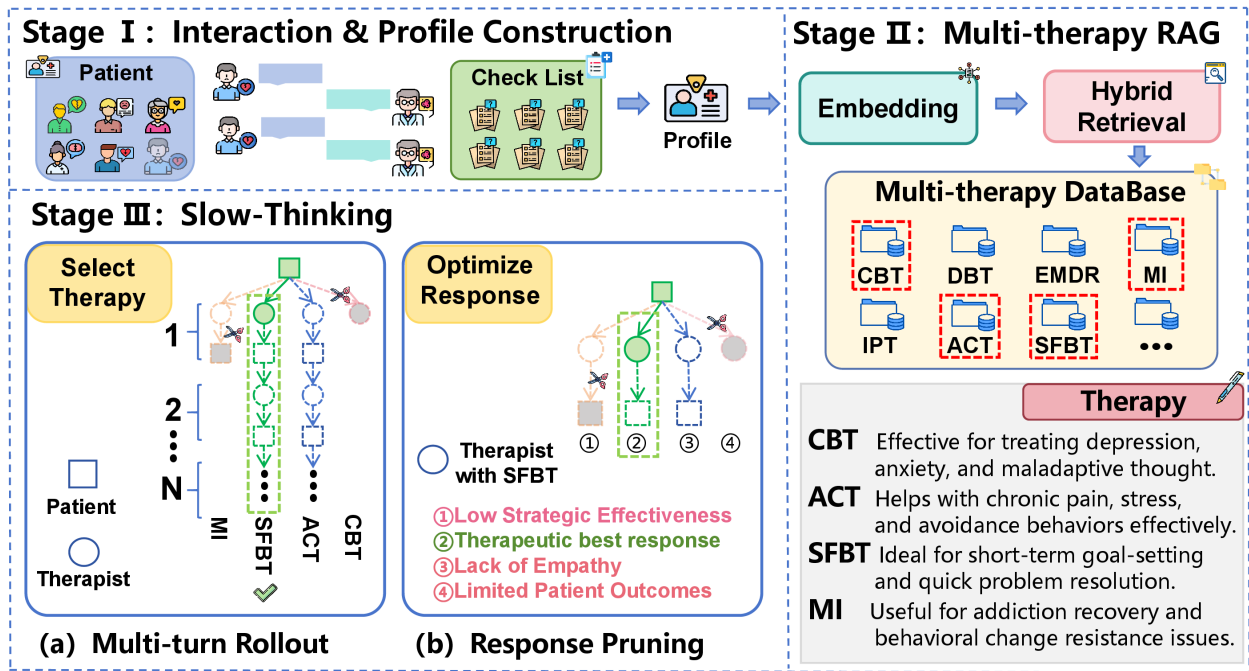 Stage Ⅰ: Interaction & Profile Construction
Patient
Check List
Profile
Stage Ⅱ: Multi-therapy RAG
Embedding
Hybrid
Retrieval
Multi-therapy DataBase
CBT
DBT
EMDR
MI
IPT
ACT
SFBT
•••
Therapy
CBT Effective for treating depression,
anxiety, and maladaptive thought.
ACT Helps with chronic pain, stress,
and avoidance behaviors effectively.
SFBT Ideal for short-term goal-setting
and quick problem resolution.
MI Useful for addiction recovery and
behavioral change resistance issues.
Stage Ⅲ: Slow-Thinking
Select
Therapy
1
2
N
Patient
Therapist
MI
SFBT
ACT
CBT
(a) Multi-turn Rollout
Optimize
Response
① ② ③ ④
Therapist
with SFBT
①Low Strategic Effectiveness
②Therapeutic best response
③Lack of Empathy
④Limited Patient Outcomes
(b) Response Pruning